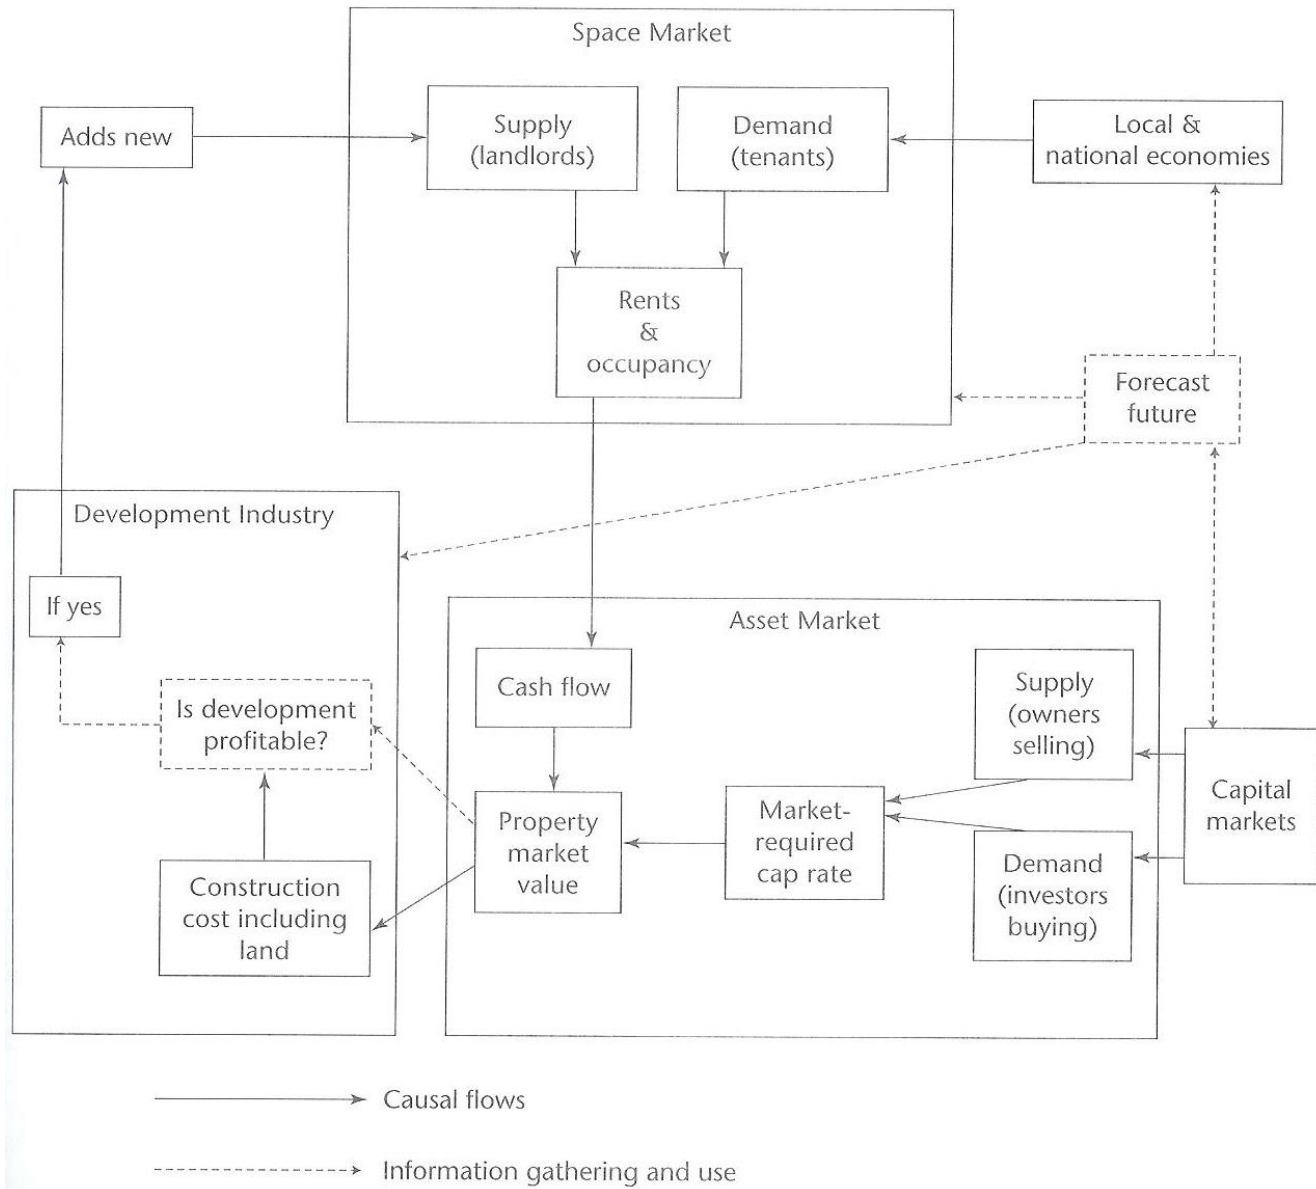 Space Market
Adds new
Supply
(landlords)
Demand
(tenants)
Local &
national economies
Rents
&
occupancy
Forecast
future
Development Industry
If yes
Is development
profitable?
Construction
cost including
land
Asset Market
Cash flow
Property
market
value
Market-
required
cap rate
Supply
(owners
selling)
Demand
(investors
buying)
Capital
markets
Causal flows
Information gathering and use